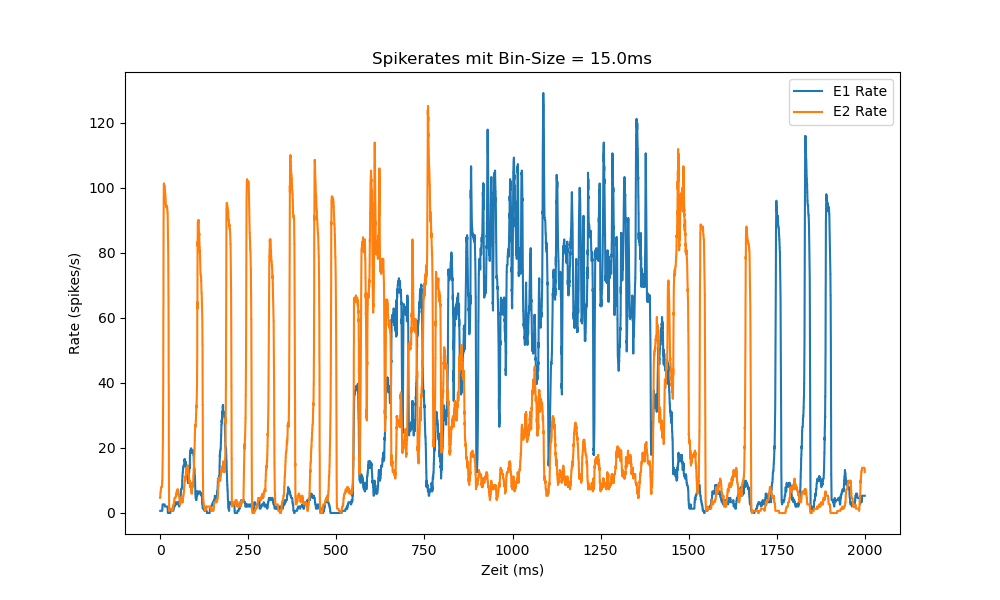 Spikerates mit Bin-Size = 15.0ms
E1 Rate
E2 Rate
Rate (spikes/s)
120
100
80
60
40
20
0
0 250 500 750 1000 1250 1500 1750 2000
Zeit (ms)